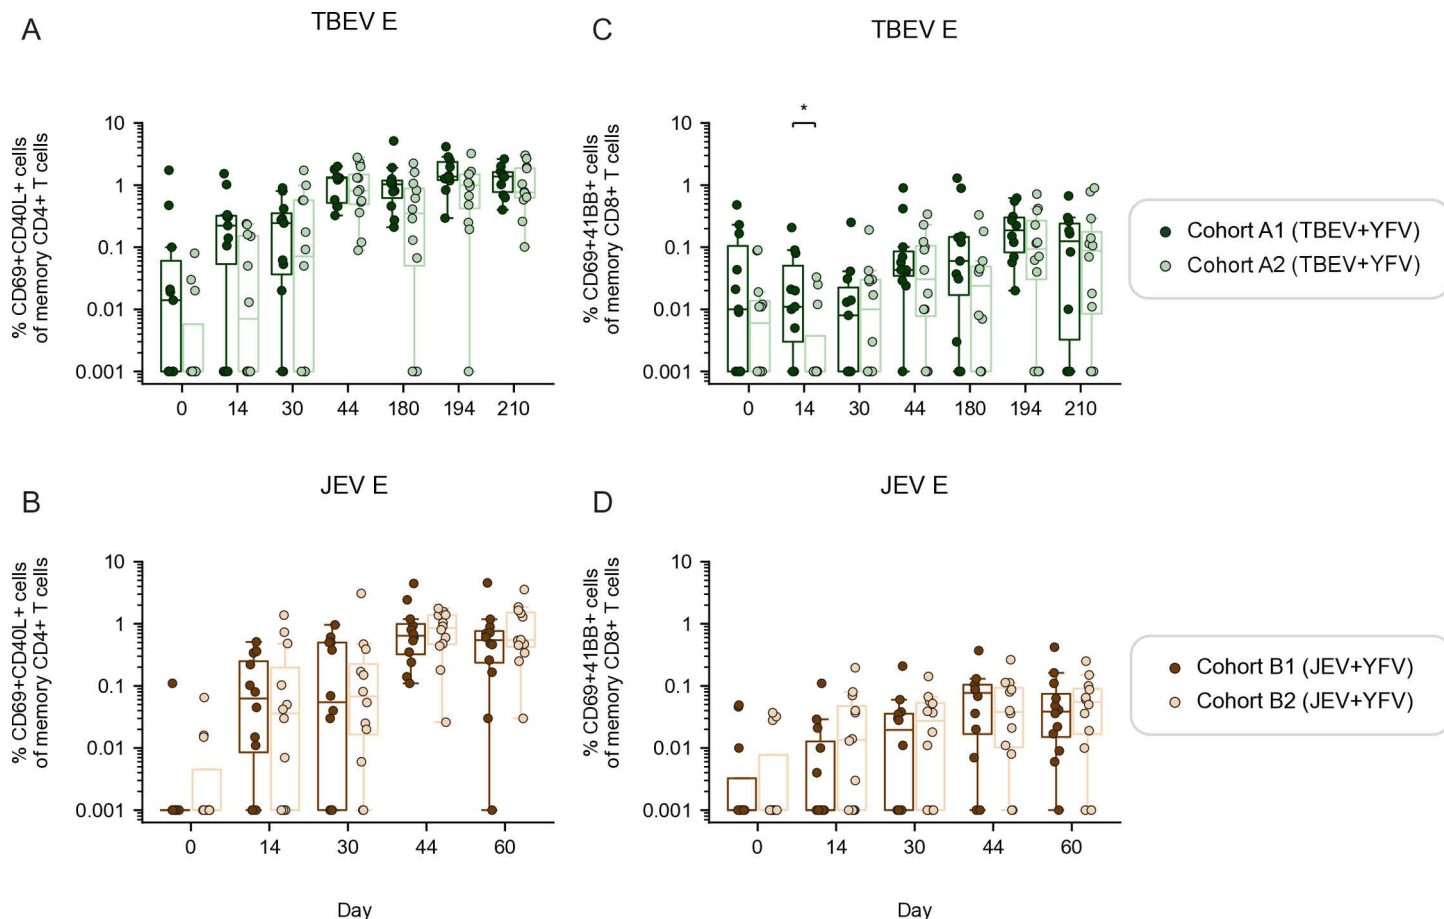 A
TBEV E
% CD69+CD40L+ cells
of memory CD4+ T cells
10
1
0.1
0.01
0.001
0 14 30 44 180 194 210
C
TBEV E
*
% CD69+41BB+ cells
of memory CD8+ T cells
10
1
0.1
0.01
0.001
0 14 30 44 180 194 210
Cohort A1 (TBEV+YFV)
Cohort A2 (TBEV+YFV)
B
JEV E
% CD69+CD40L+ cells
of memory CD4+ T cells
10
1
0.1
0.01
0.001
0 14 30 44 60
Day
D
JEV E
% CD69+41BB+ cells
of memory CD8+ T cells
10
1
0.1
0.01
0.001
0 14 30 44 60
Day
Cohort B1 (JEV+YFV)
Cohort B2 (JEV+YFV)